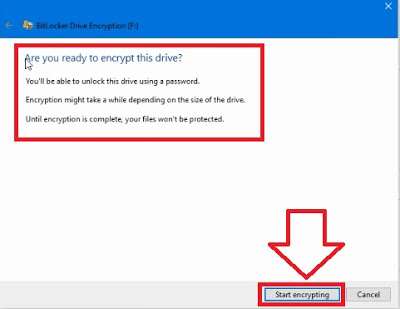 BitLocker Drive Encryption (F:)
Are you ready to encrypt this drive?
You'll be able to unlock this drive using a password.
Encryption might take a while depending on the size of the drive.
Until encryption is complete, your files won't be protected.
Start encrypting
Cancel